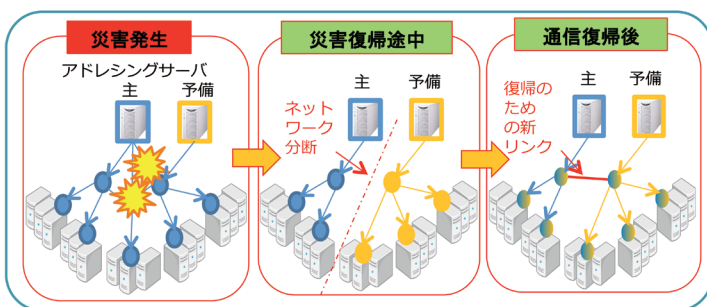 災害発生
アドレシングサーバ
主
予備
災害復帰途中
主
予備
ネット
ワーク
分断
通信復帰後
主
予備
復帰の
ため
の新
リンク